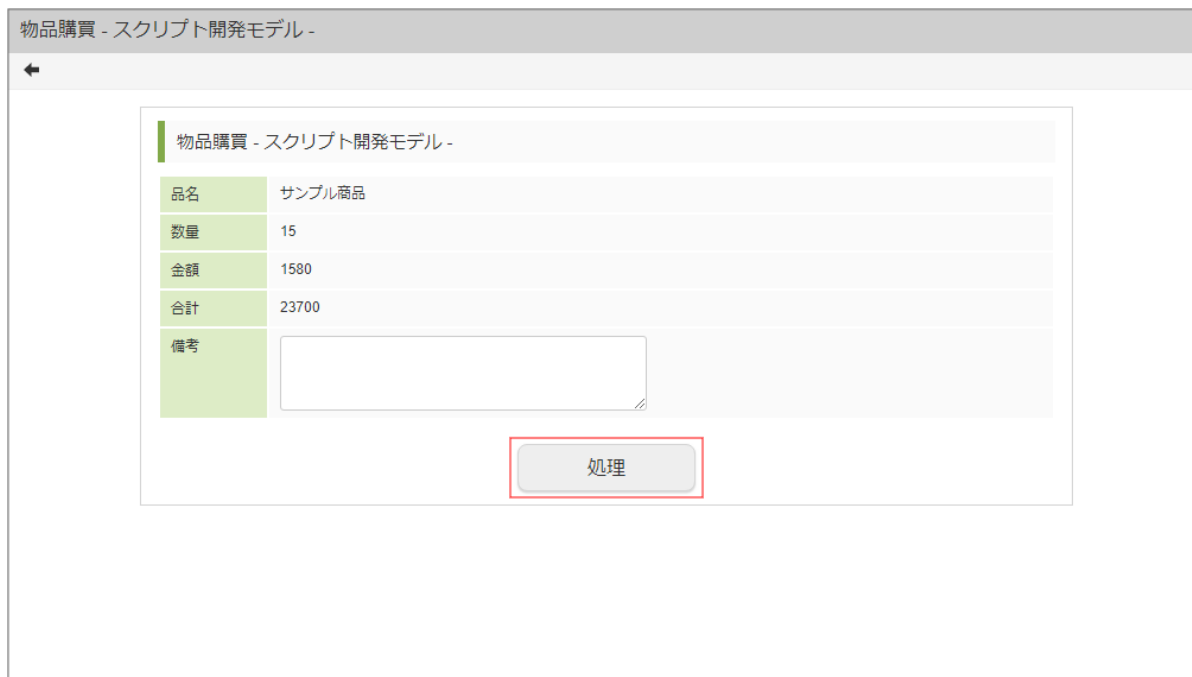 物品購買 - スクリプト開発モデル -
物品購買 - スクリプト開発モデル -
品名 サンプル商品
数量 15
金額 1580
合計 23700
備考
処理